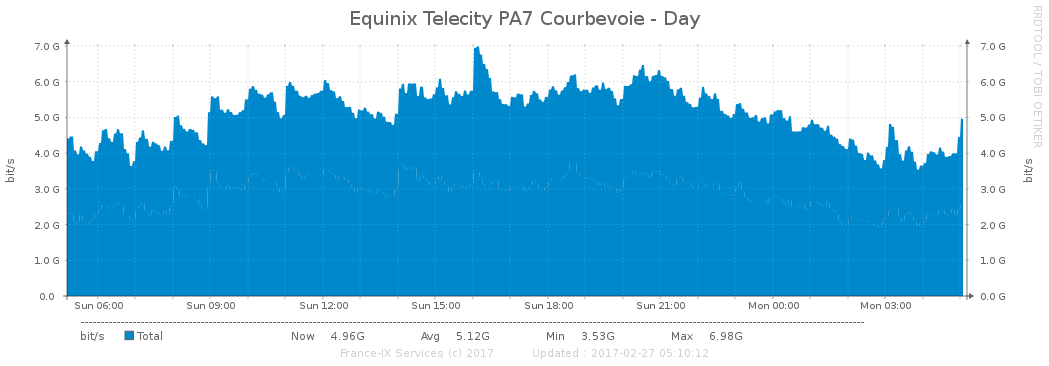 Equinix Telecity PA7 Courbevoie - Day
RRDTOOL / TOBI OETIKER
7.0 G 7.0 G
6.0 G 6.0 G
5.0 G 5.0 G
4.0 G 4.0 G
3.0 G 3.0 G
2.0 G 2.0 G
1.0 G 1.0 G
0.0 0.0 G
bit/s bit/s
Sun 06:00 Sun 09:00 Sun 12:00 Sun 15:00 Sun 18:00 Sun 21:00 Mon 00:00 Mon 03:00
bit/s Total Now 4.96G Avg 5.12G Min 3.53G Max 6.98G
France-IX Services (c) 2017 Updated : 2017-02-27 05:10:12